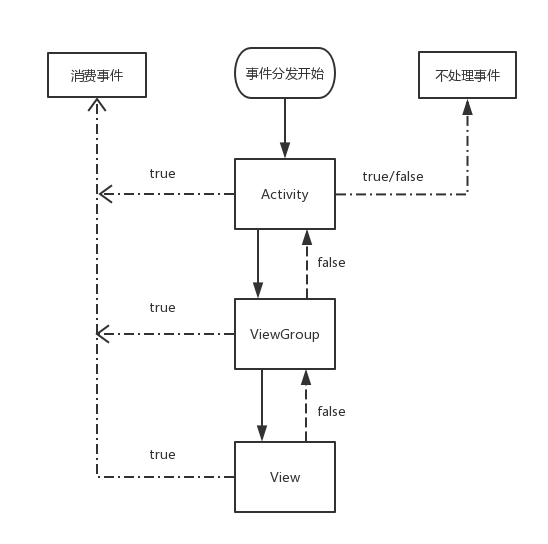 消费事件
事件分发开始
不处理事件
true
true/false
Activity
false
true
ViewGroup
false
true
View